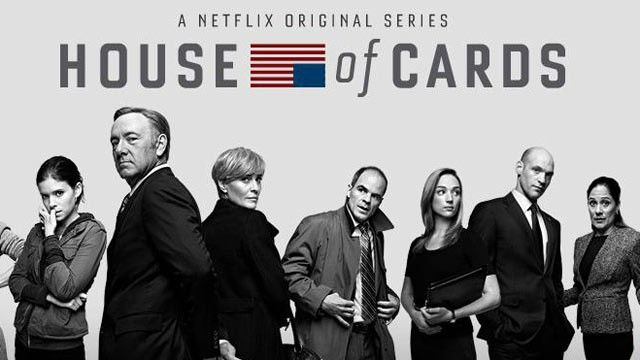 A NETFLIX ORIGINAL SERIES
HOUSE of CARDS